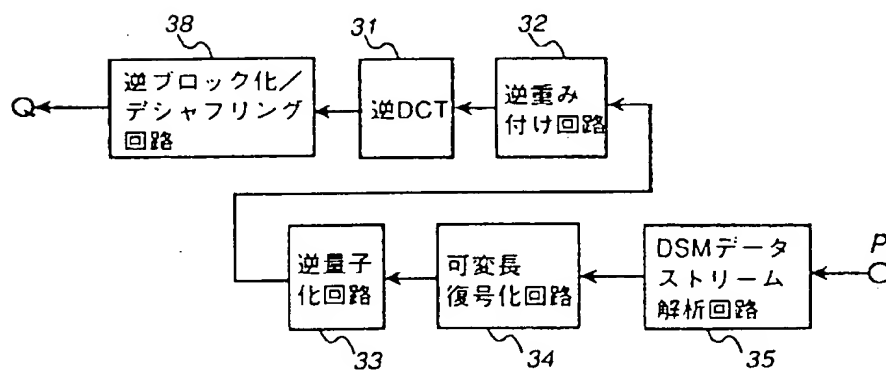 38
31
32
逆ブロック化/
デシャフリング
回路
逆DCT
逆重み
付け回路
Q
逆量子
化回路
可変長
復号化回路
DSMデータ
ストリーム
解析回路
P
33
34
35